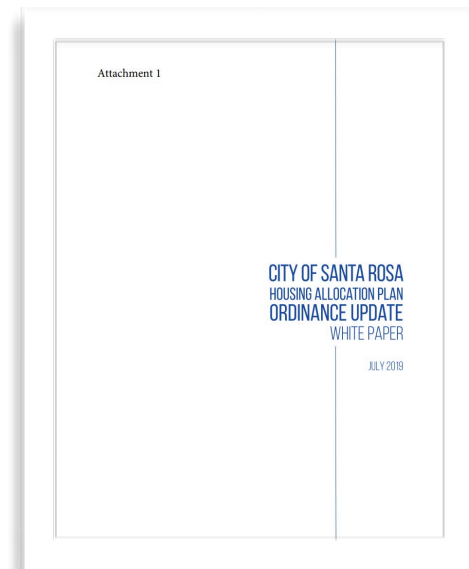 Attachment 1
CITY OF SANTA ROSA
HOUSING ALLOCATION PLAN
ORDINANCE UPDATE
WHITE PAPER
JULY 2019